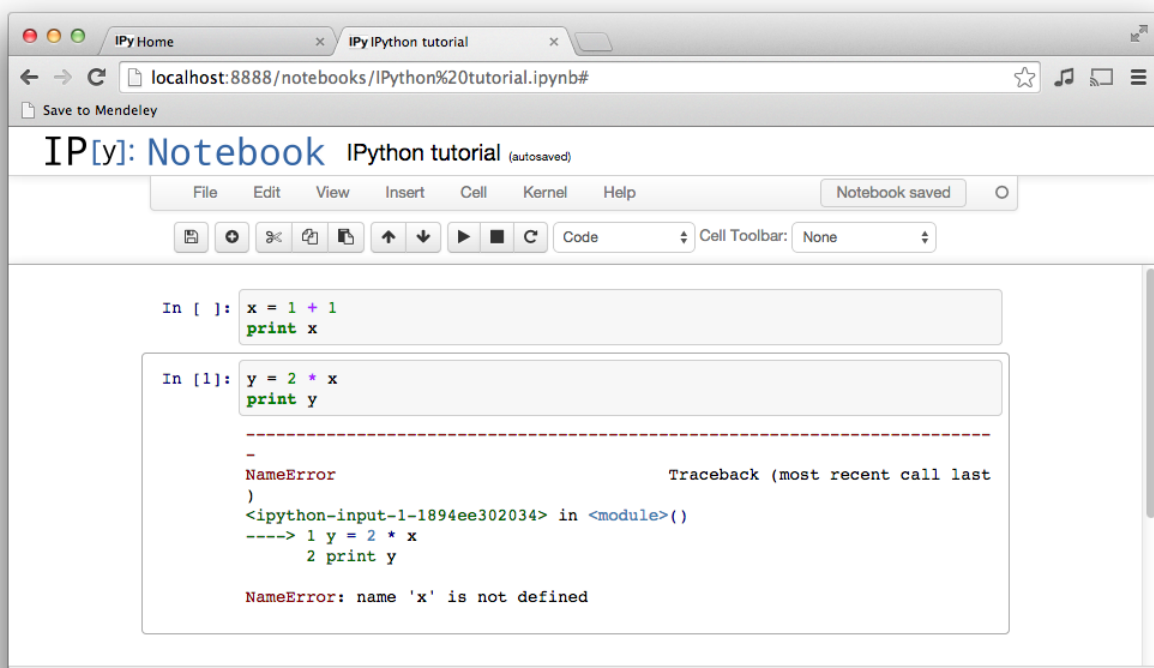 IPy Home
IPy IPython tutorial
localhost:8888/notebooks/IPython%20tutorial.ipynb#
Save to Mendeley
IP[y]: Notebook IPython tutorial (autosaved)
File Edit View Insert Cell Kernel Help Notebook saved
Code Cell Toolbar: None
In [ ]: x = 1 + 1
print x
In [1]: y = 2 * x
print y
---------------------------------------------------------------------------
-
NameError                                 Traceback (most recent call last
)
<ipython-input-1-1894ee302034> in <module>()
----> 1 y = 2 * x
      2 print y
NameError: name 'x' is not defined